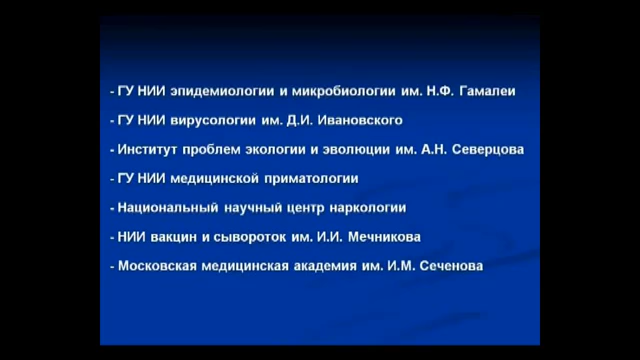 - ГУ НИИ эпидемиологии и микробиологии им. Н.Ф. Гамалеи
- ГУ НИИ вирусологии им. Д.И. Ивановского
- Институт проблем экологии и эволюции им. А.Н. Северцова
- ГУ НИИ медицинской приматологии
- Национальный научный центр наркологии
- НИИ вакцин и сывороток им. И.И. Мечникова
- Московская медицинская академия им. И.М. Сеченова